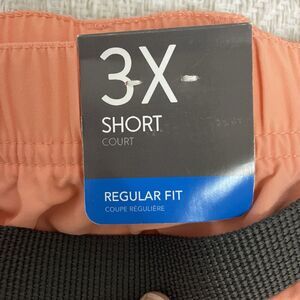 3X
SHORT
COURT
REGULAR FIT
COUPE RÉGULIÈRE